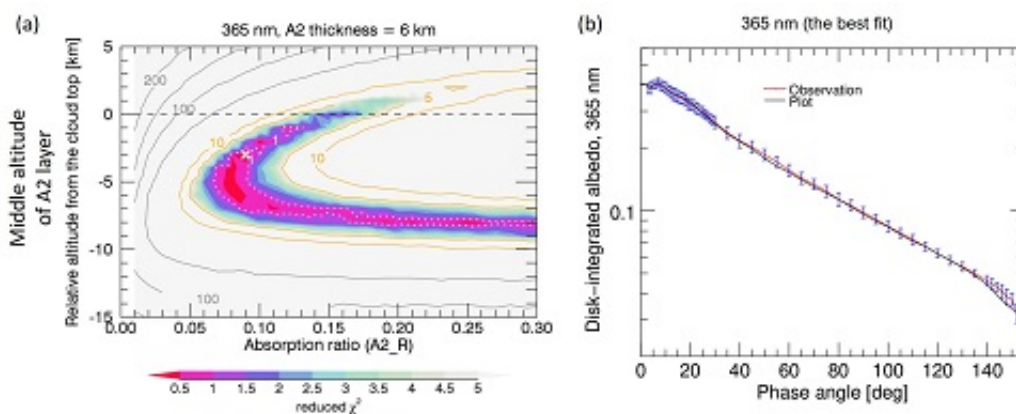 (a)
365 nm, A2 thickness = 6 km
Middle altitude
of A2 layer
Relative altitude from the cloud top [km]
5
0
-5
-10
-15
200
100
10
5
1
10
100
0.00 0.05 0.10 0.15 0.20 0.25 0.30
Absorption ratio (A2_R)
0.5 1 1.5 2 2.5 3 3.5 4 4.5 5
reduced χ²
(b)
365 nm (the best fit)
Disk-integrated albedo, 365 nm
0.1
Observation
Plot
0 20 40 60 80 100 120 140
Phase angle [deg]